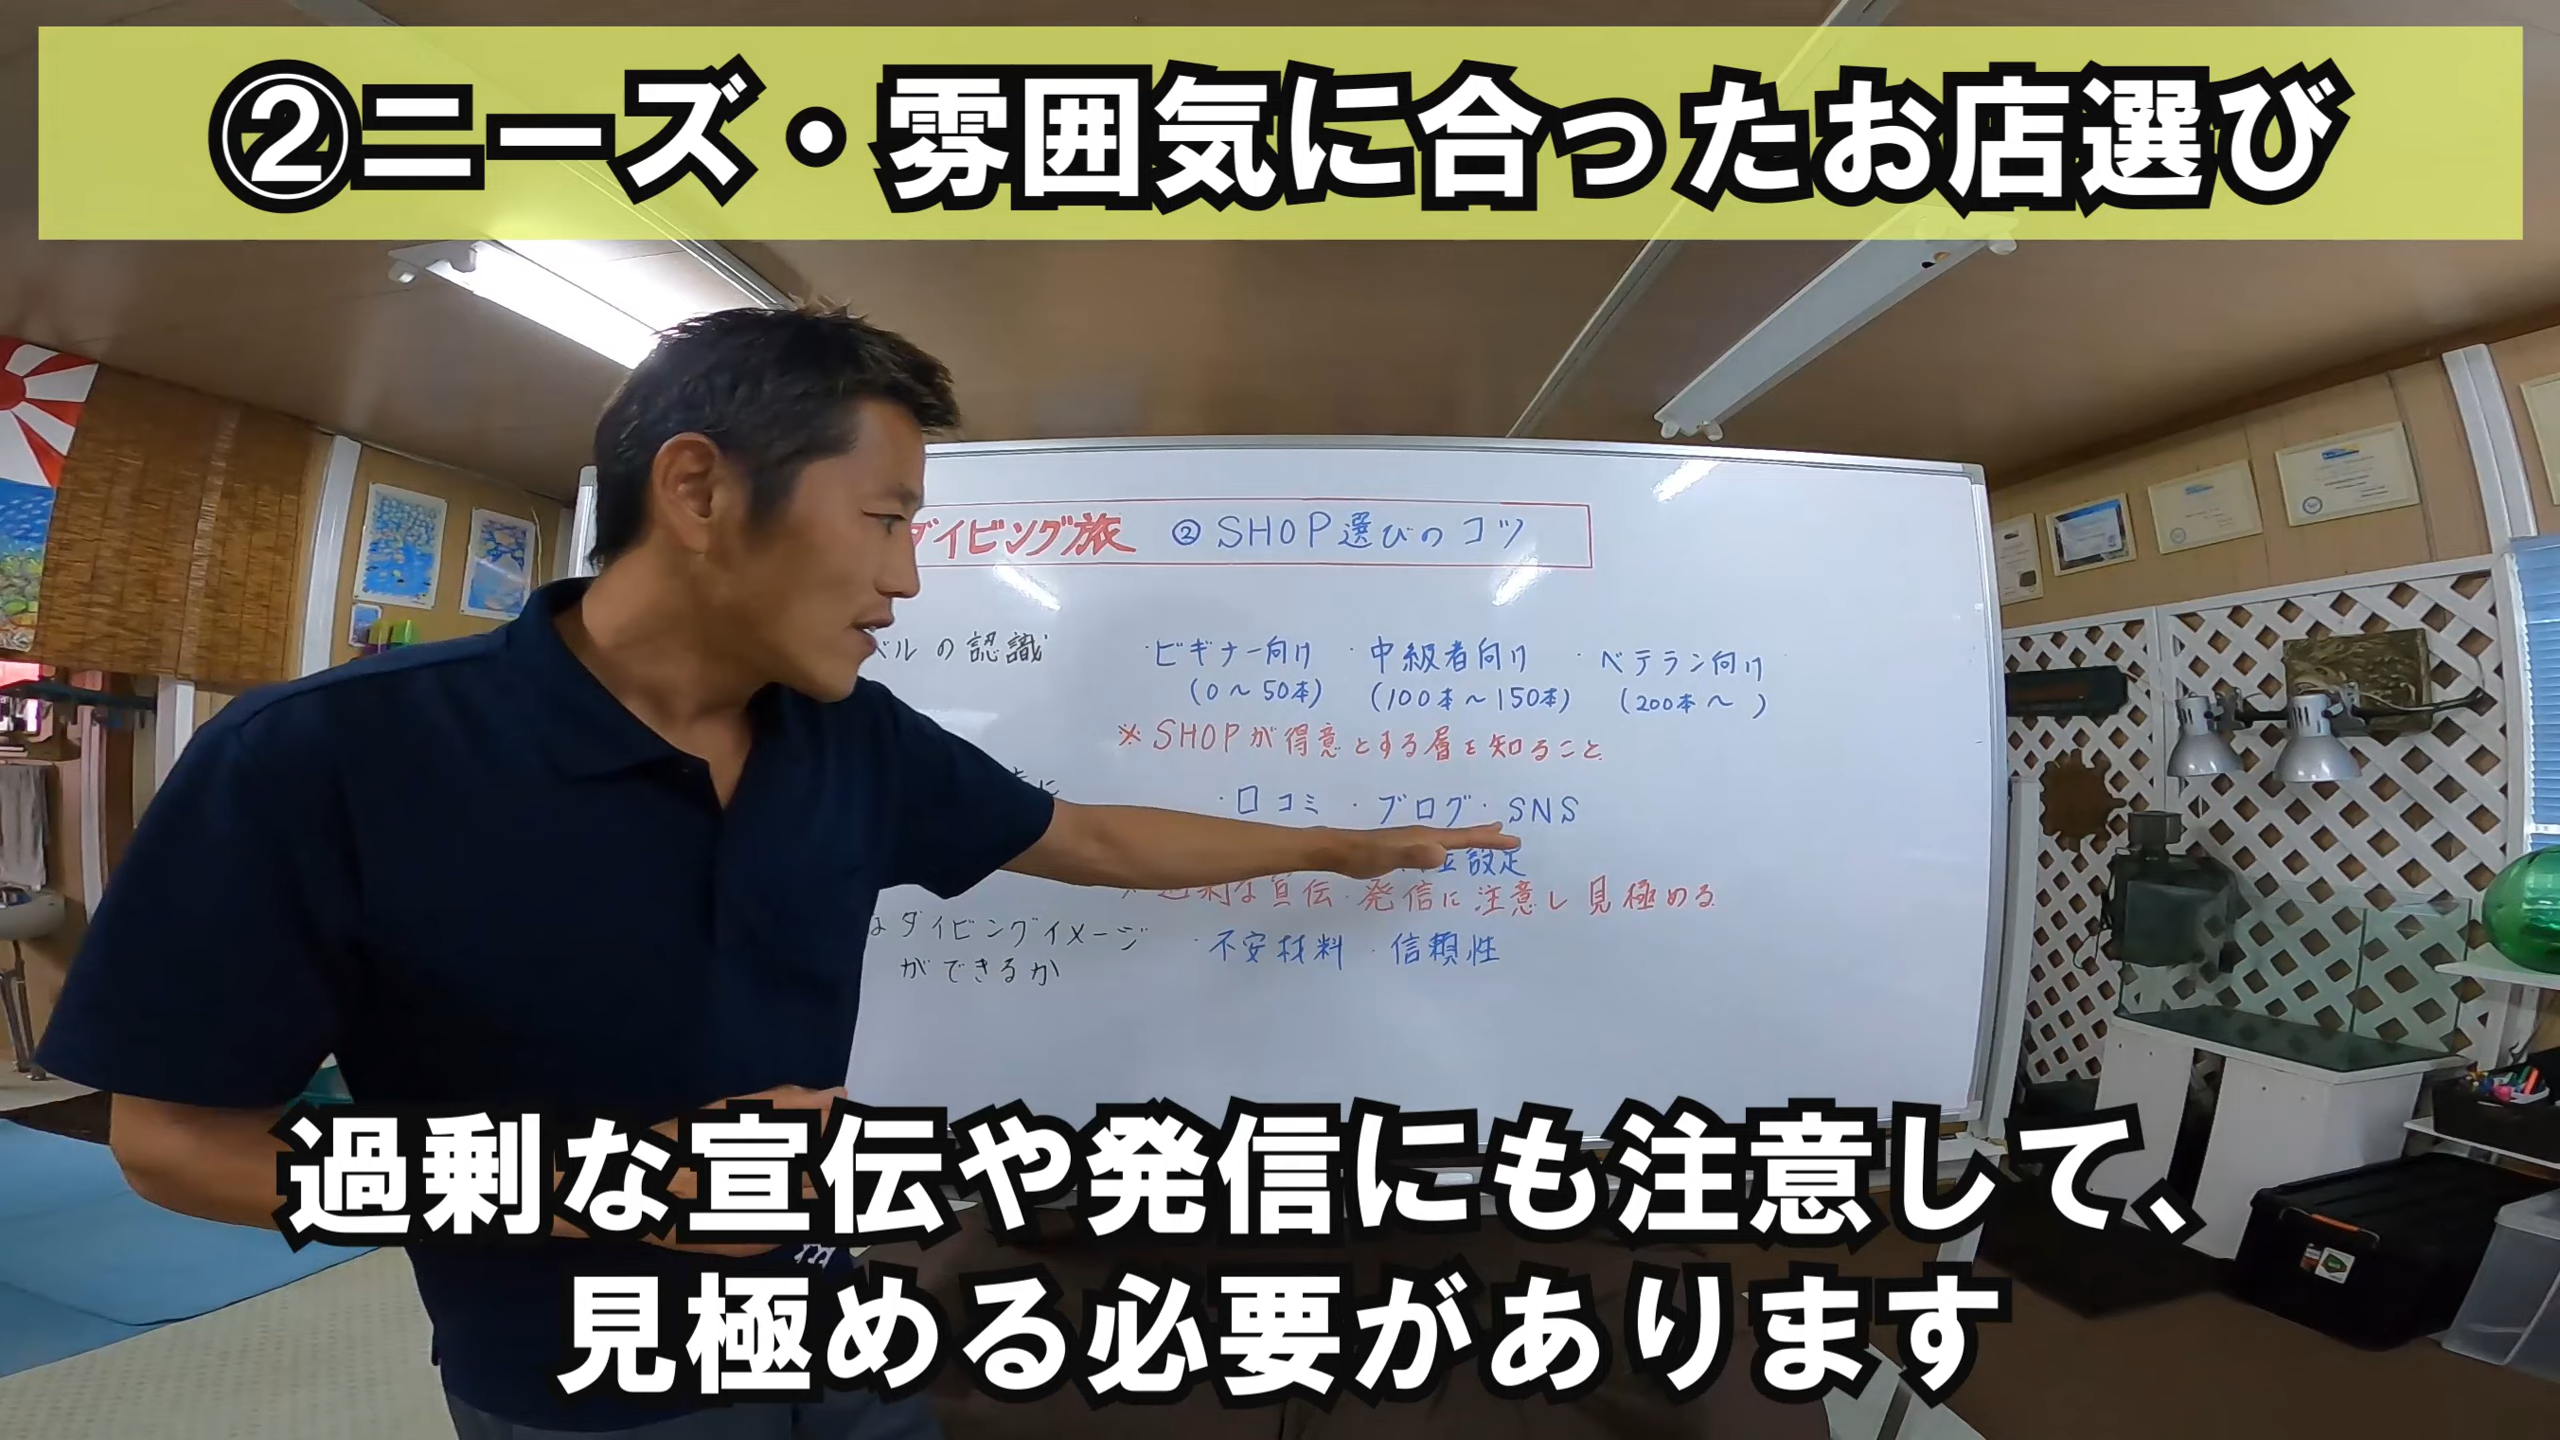 ②ニーズ・雰囲気に合ったお店選び
ダイビング旅 ②SHOP選びのコツ
ベルの認識
・ビギナー向け ・中級者向け ・ベテラン向け
(0〜50本) (100本〜150本) (200本〜 )
※SHOPが得意とする層を知ること
・口コミ ・ブログ・SNS
設定
過剰な宣伝・発信に注意し見極める
なダイビングイメージ
ができるか
・不安材料 ・信頼性
過剰な宣伝や発信にも注意して、
見極める必要があります